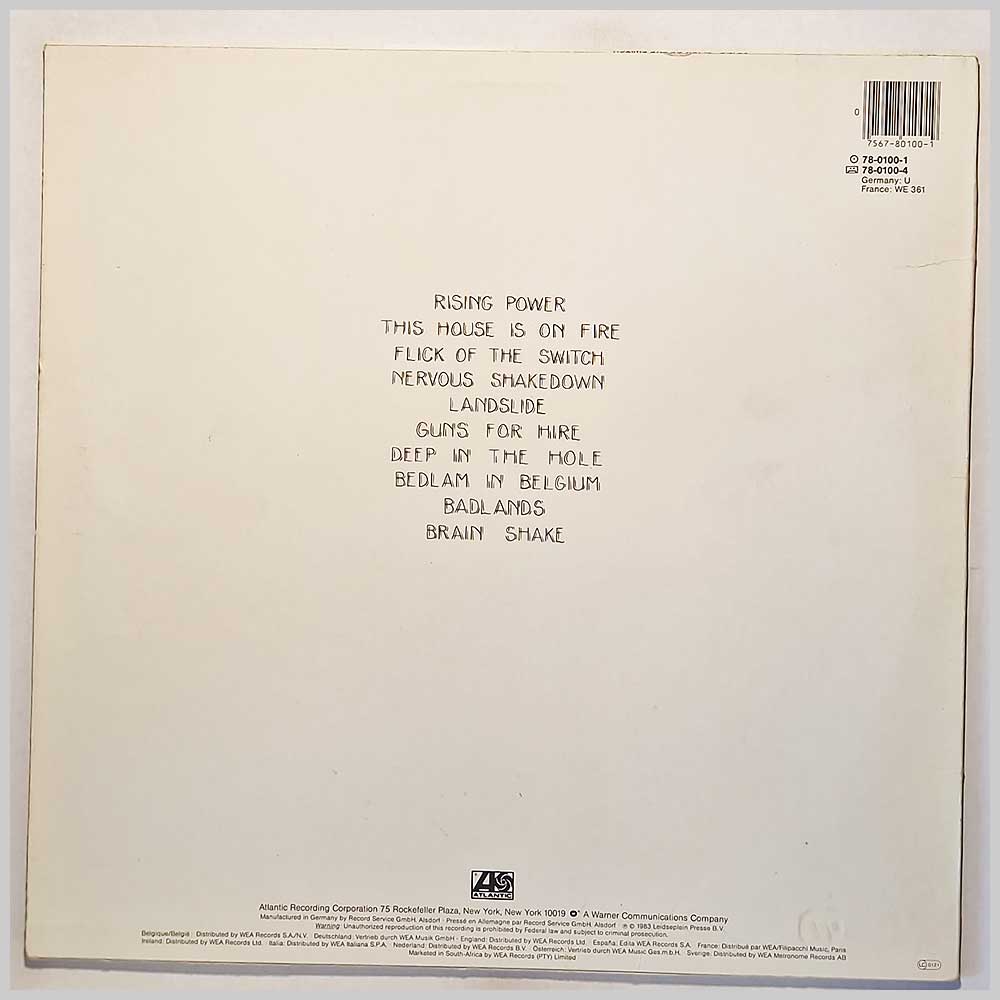 0
7567-80100-1
78-0100-1
78-0100-4
Germany: U
France: WE 361
RISING POWER
THIS HOUSE IS ON FIRE
FLICK OF THE SWITCH
NERVOUS SHAKEDOWN
LANDSLIDE
GUNS FOR HIRE
DEEP IN THE HOLE
BEDLAM IN BELGIUM
BADLANDS
BRAIN SHAKE
ATLANTIC
Atlantic Recording Corporation 75 Rockefeller Plaza, New York, New York 10019 A Warner Communications Company
Manufactured in Germany by Record Service GmbH, Alsdorf · Pressé en Allemagne par Record Service GmbH, Alsdorf · ℗ © 1983 Leidseplein Presse B.V.
Warning: Unauthorized reproduction of this recording is prohibited by Federal law and subject to criminal prosecution.
Belgique/België : Distributed by WEA Records S.A./N.V. · Deutschland: Vertrieb durch WEA Musik GmbH · England: Distributed by WEA Records Ltd. · España: Edita WEA Records S.A. · France: Distribué par WEA/Filipacchi Music, Paris
Ireland: Distributed by WEA Records Ltd. · Italia: Distributed by WEA Italiana S.P.A. · Nederland: Distributed by WEA Records B.V. · Österreich: Vertrieb durch WEA Music Ges.m.b.H. · Sverige: Distributed by WEA Metronome Records AB
Marketed in South-Africa by WEA Records (PTY) Limited
LC 0121